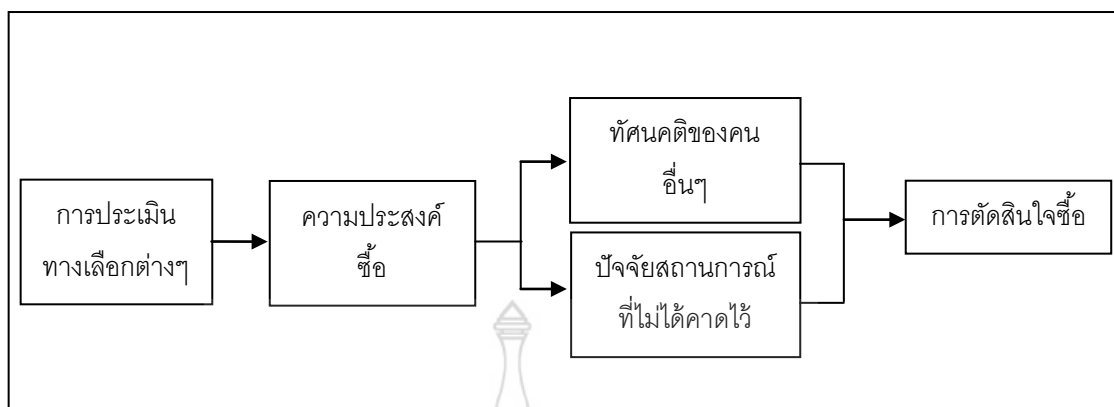 การประเมิน
ทางเลือกต่างๆ
ความประสงค์
ซื้อ
ทัศนคติของคน
อื่นๆ
ปัจจัยสถานการณ์
ที่ไม่ได้คาดไว้
การตัดสินใจซื้อ